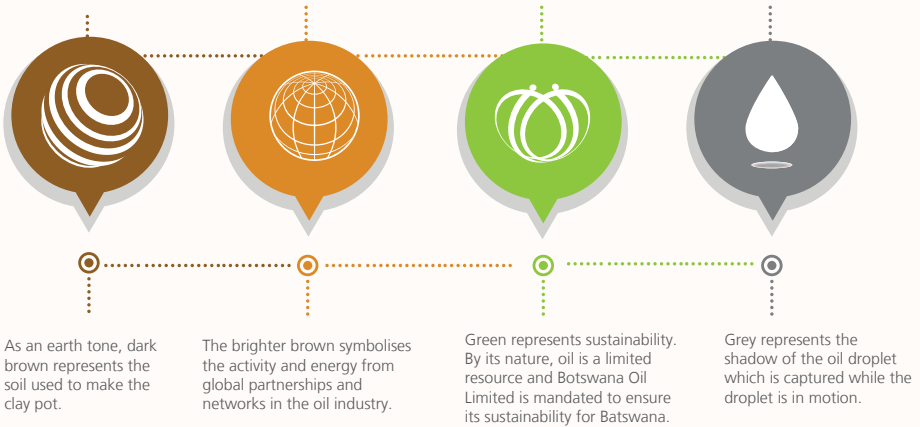 As an earth tone, dark
brown represents the
soil used to make the
clay pot.
The brighter brown symbolises
the activity and energy from
global partnerships and
networks in the oil industry.
Green represents sustainability.
By its nature, oil is a limited
resource and Botswana Oil
Limited is mandated to ensure
its sustainability for Batswana.
Grey represents the
shadow of the oil droplet
which is captured while the
droplet is in motion.